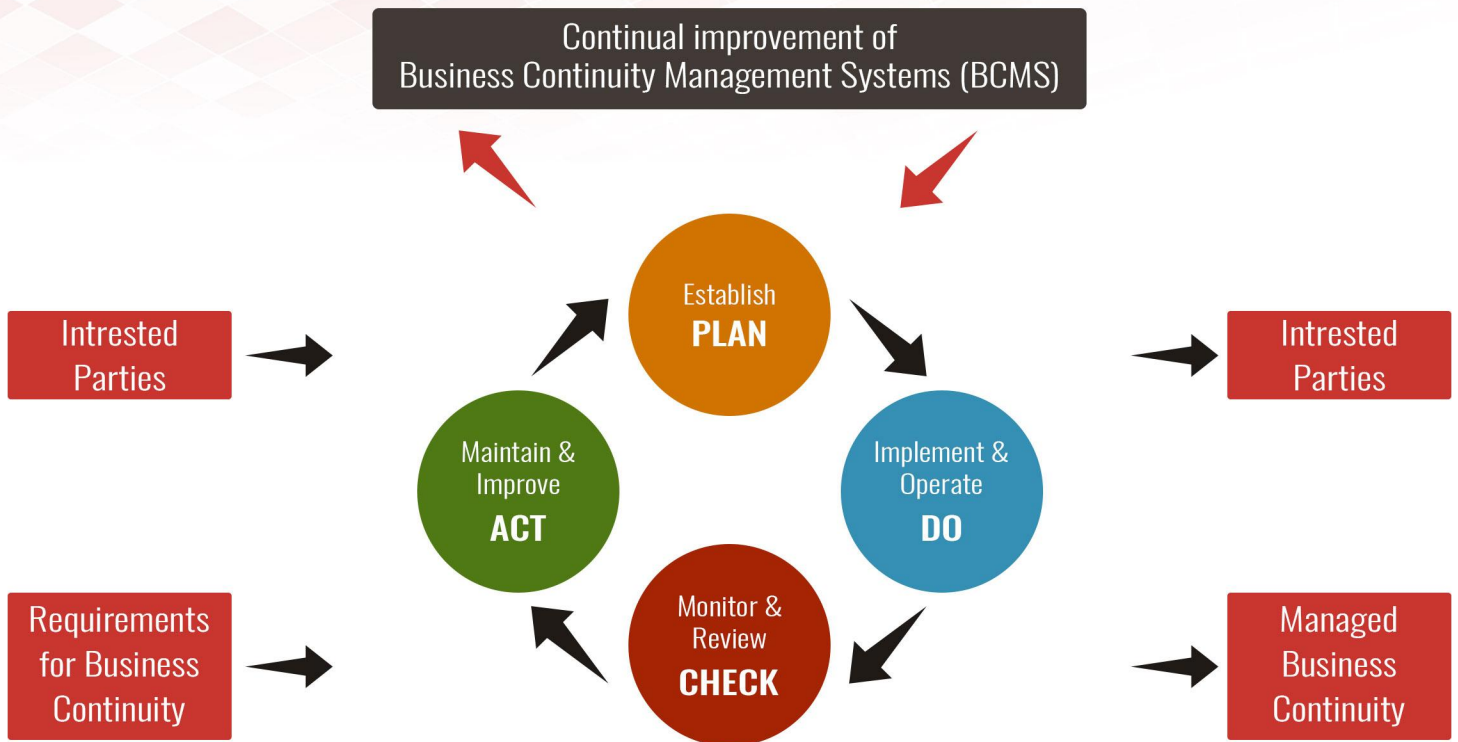 Continual improvement of
Business Continuity Management Systems (BCMS)
Establish
PLAN
Intrested
Parties
Intrested
Parties
Maintain &
Improve
ACT
Implement &
Operate
DO
Monitor &
Review
CHECK
Requirements
for Business
Continuity
Managed
Business
Continuity